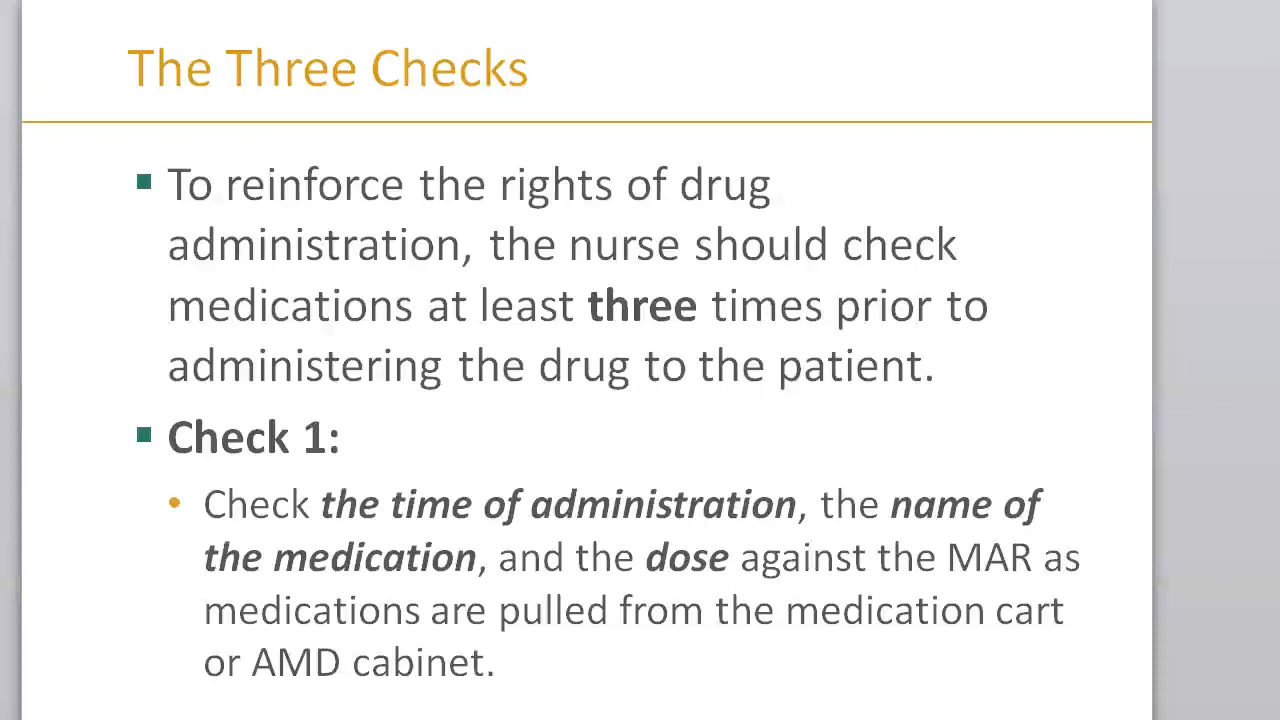 The Three Checks
▪ To reinforce the rights of drug
administration, the nurse should check
medications at least three times prior to
administering the drug to the patient.
▪ Check 1:
• Check the time of administration, the name of
the medication, and the dose against the MAR as
medications are pulled from the medication cart
or AMD cabinet.